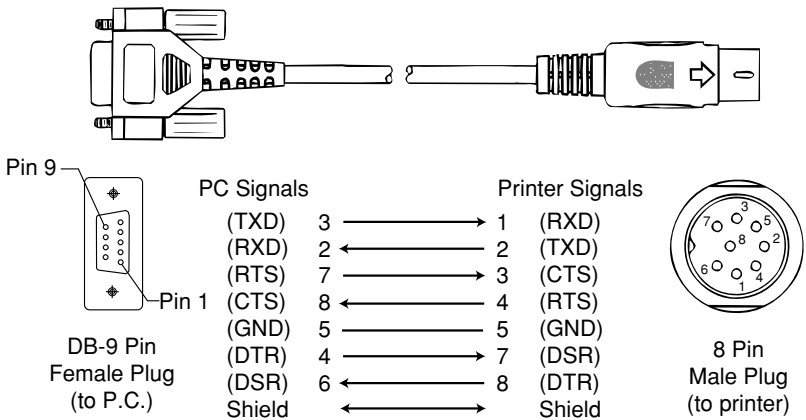 Pin 9
PC Signals Printer Signals
(TXD) 3 1 (RXD)
(RXD) 2 2 (TXD)
(RTS) 7 3 (CTS)
(CTS) 8 4 (RTS)
(GND) 5 5 (GND)
(DTR) 4 7 (DSR)
(DSR) 6 8 (DTR)
Shield Shield
Pin 1
DB-9 Pin
Female Plug
(to P.C.)
3
7 5
8 2
6 4
1
8 Pin
Male Plug
(to printer)